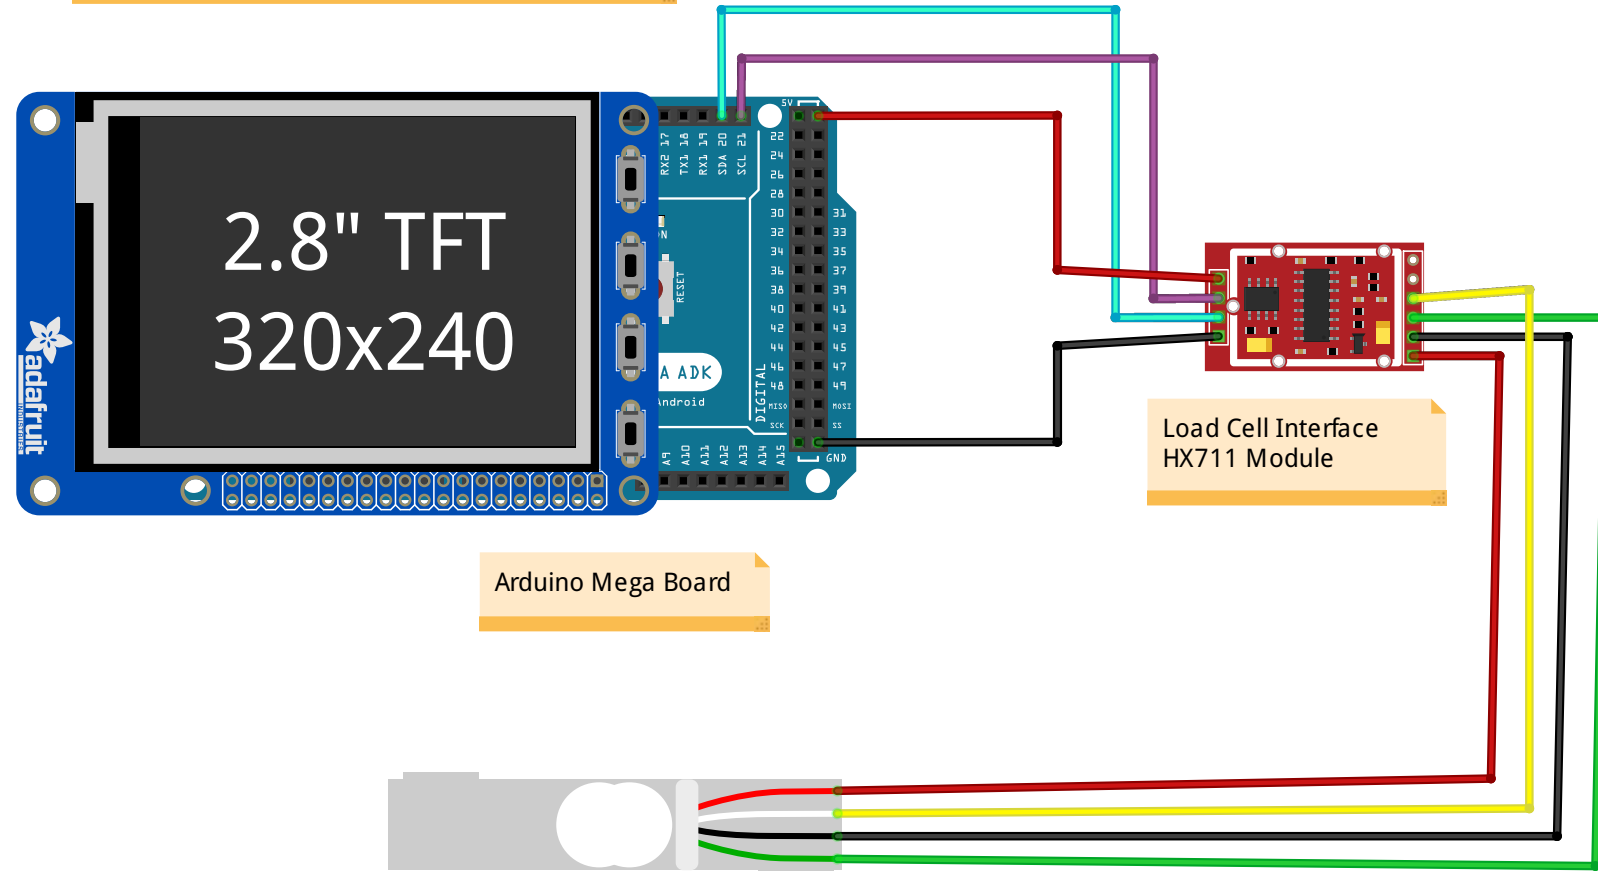 2.8" TFT
320x240
adafruit
5V
RX2 17
TX1 18
RX1 19
SDA 20
SCL 21
22
24
26
28
30 31
32 33
34 35
36 37
38 39
40 41
42 43
44 45
46 47
48 49
MISO MOSI
SCK SS
GND
ON
RESET
A ADK
Android
DIGITAL
A9
A10
A11
A12
A13
A14
A15
Load Cell Interface
HX711 Module
Arduino Mega Board